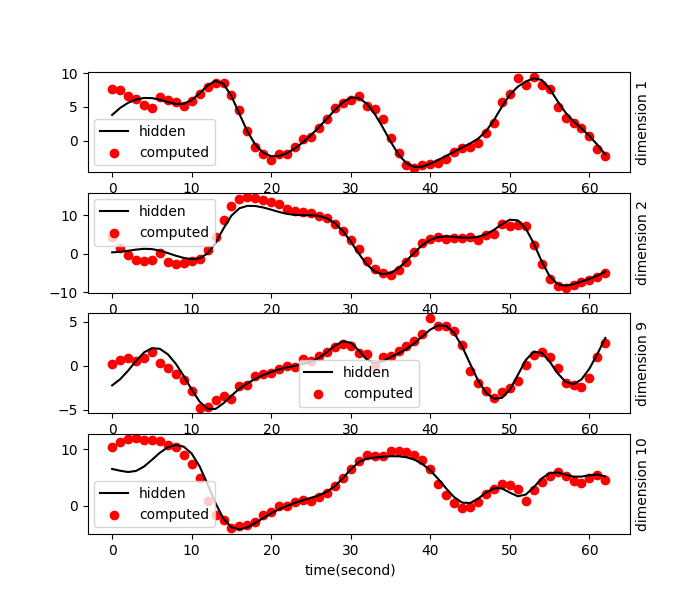 10
5
0
hidden
computed
dimension 1
0 10 20 30 40 50 60
10
0
−10
hidden
computed
dimension 2
0 10 20 30 40 50 60
5
0
−5
hidden
computed
dimension 9
0 10 20 30 40 50 60
10
0
hidden
computed
dimension 10
0 10 20 30 40 50 60
time(second)